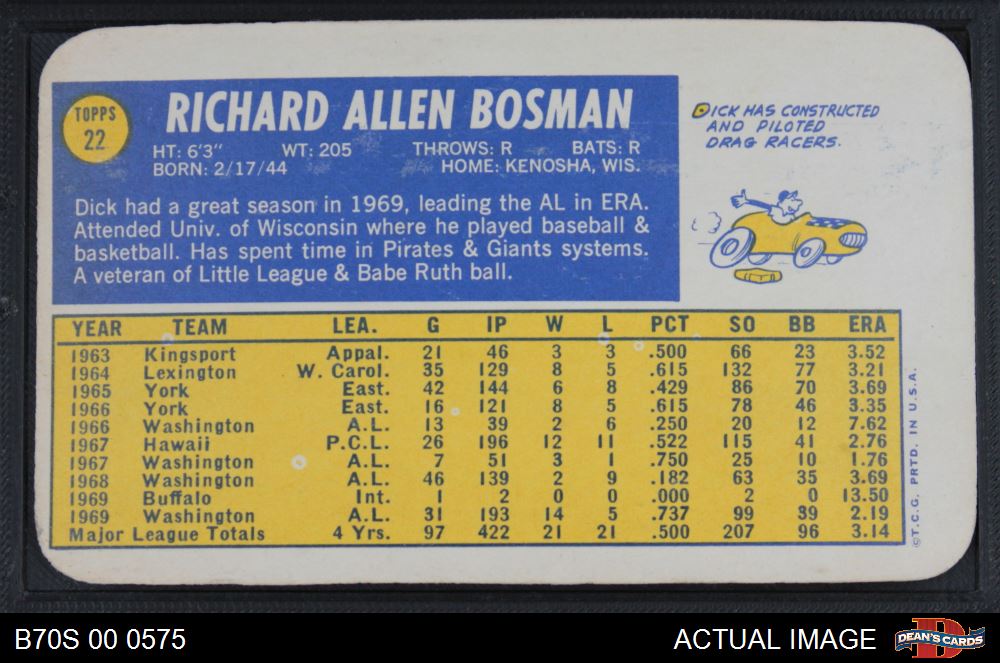 TOPPS
22
RICHARD ALLEN BOSMAN
HT: 6'3" WT: 205 THROWS: R BATS: R
BORN: 2/17/44 HOME: KENOSHA, WIS.
Dick had a great season in 1969, leading the AL in ERA.
Attended Univ. of Wisconsin where he played baseball &
basketball. Has spent time in Pirates & Giants systems.
A veteran of Little League & Babe Ruth ball.
DICK HAS CONSTRUCTED
AND PILOTED
DRAG RACERS.
YEAR TEAM LEA. G IP W L PCT SO BB ERA
1963 Kingsport Appal. 21 46 3 3 .500 66 23 3.52
1964 Lexington W. Carol. 35 129 8 5 .615 132 77 3.21
1965 York East. 42 144 6 8 .429 86 70 3.69
1966 York East. 16 121 8 5 .615 78 46 3.35
1966 Washington A.L. 13 39 2 6 .250 20 12 7.62
1967 Hawaii P.C.L. 26 196 12 11 .522 115 41 2.76
1967 Washington A.L. 7 51 3 1 .750 25 10 1.76
1968 Washington A.L. 46 139 2 9 .182 63 35 3.69
1969 Buffalo Int. 1 2 0 0 .000 2 0 13.50
1969 Washington A.L. 31 193 14 5 .737 99 39 2.19
Major League Totals 4 Yrs. 97 422 21 21 .500 207 96 3.14
©T.C.G. PRTD. IN U.S.A.
B70S 00 0575
ACTUAL IMAGE
DEAN'S CARDS